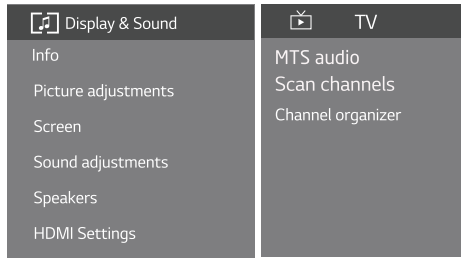 Display & Sound
Info
Picture adjustments
Screen
Sound adjustments
Speakers
HDMI Settings
TV
MTS audio
Scan channels
Channel organizer